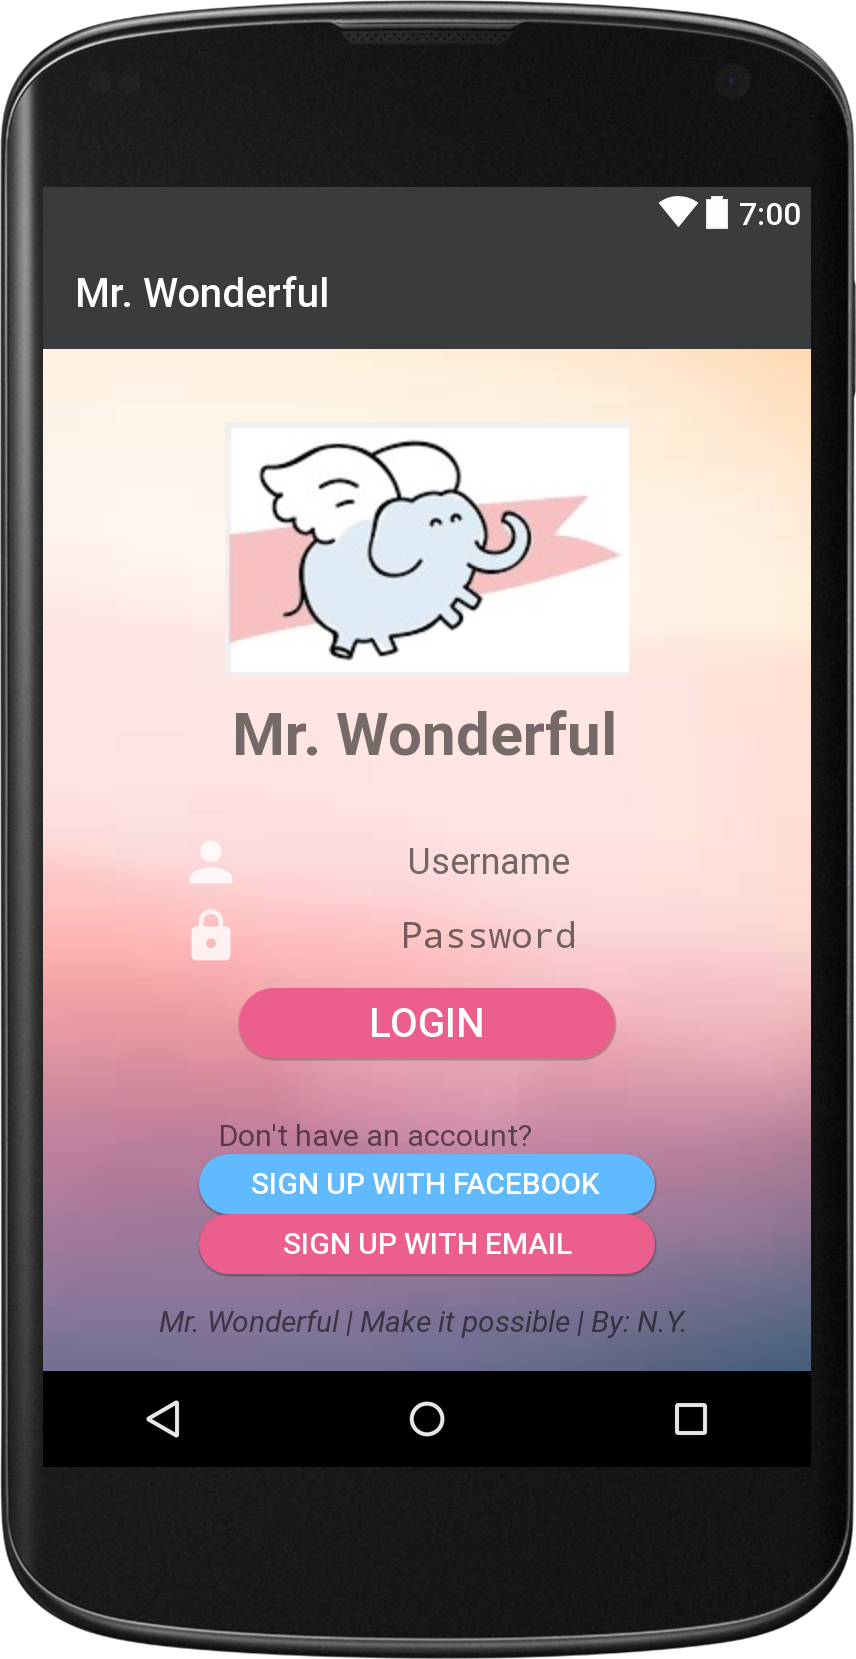 7:00
Mr. Wonderful
Mr. Wonderful
Username
Password
LOGIN
Don't have an account?
SIGN UP WITH FACEBOOK
SIGN UP WITH EMAIL
Mr. Wonderful | Make it possible | By: N.Y.